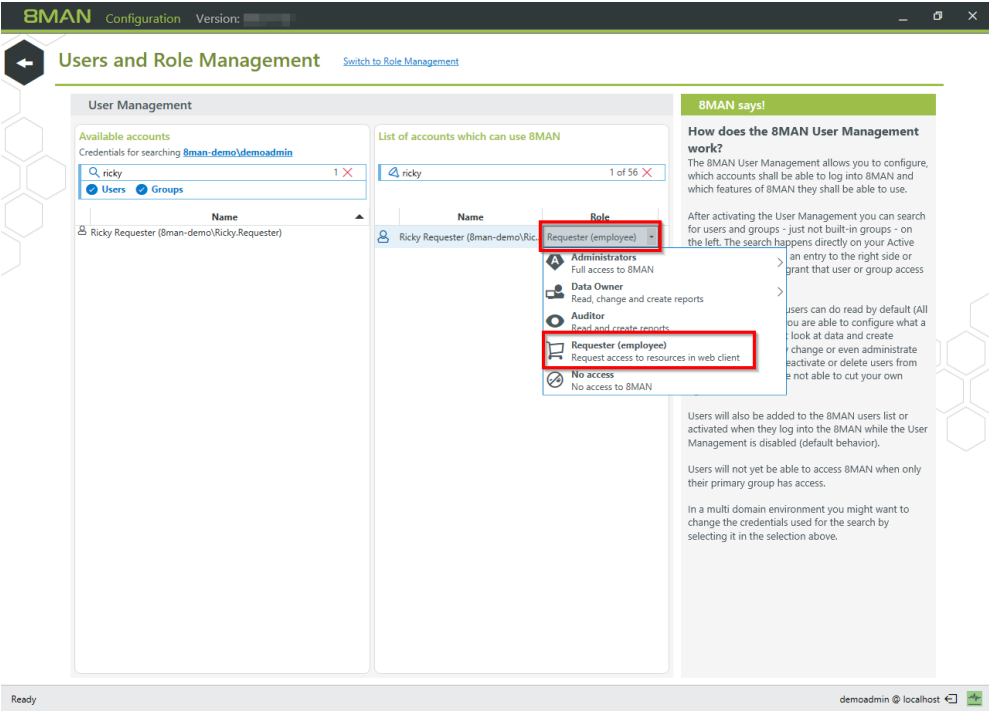 8MAN Configuration Version:
Users and Role Management Switch to Role Management
User Management
Available accounts
Credentials for searching 8man-demo\demoadmin
ricky 1
Users Groups
Name
Ricky Requester (8man-demo\Ricky.Requester)
List of accounts which can use 8MAN
ricky 1 of 56
Name Role
Ricky Requester (8man-demo\Ric... Requester (employee)
Administrators
Full access to 8MAN
Data Owner
Read, change and create reports
Auditor
Read and create reports
Requester (employee)
Request access to resources in web client
No access
No access to 8MAN
8MAN says!
How does the 8MAN User Management
work?
The 8MAN User Management allows you to configure,
which accounts shall be able to log into 8MAN and
which features of 8MAN they shall be able to use.
After activating the User Management you can search
for users and groups - just not built-in groups - on
the left. The search happens directly on your Active
an entry to the right side or
grant that user or group access
users can do read by default (All
ou are able to configure what a
look at data and create
change or even administrate
eactivate or delete users from
e not able to cut your own
Users will also be added to the 8MAN users list or
activated when they log into the 8MAN while the User
Management is disabled (default behavior).
Users will not yet be able to access 8MAN when only
their primary group has access.
In a multi domain environment you might want to
change the credentials used for the search by
selecting it in the selection above.
Ready demoadmin @ localhost